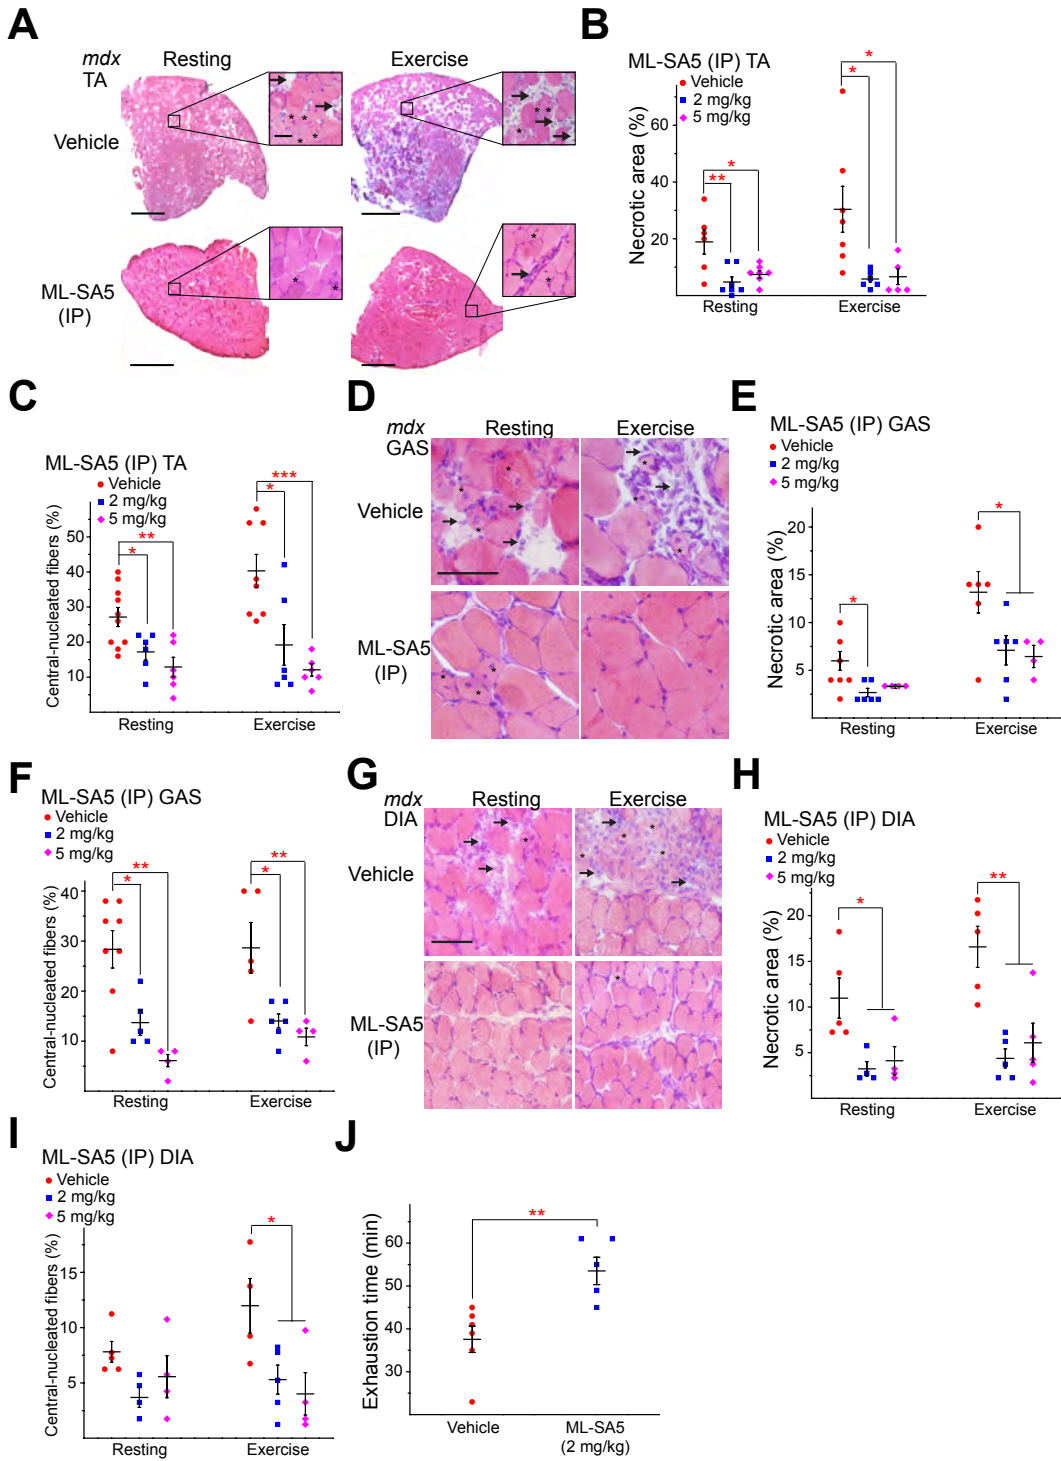 A
mdx
TA
Resting
Exercise
Vehicle
ML-SA5
(IP)
B
ML-SA5 (IP) TA
Vehicle
2 mg/kg
5 mg/kg
Necrotic area (%)
60
40
20
Resting
Exercise
*
**
*
*
C
ML-SA5 (IP) TA
Vehicle
2 mg/kg
5 mg/kg
Central-nucleated fibers (%)
50
40
30
20
10
Resting
Exercise
**
*
***
*
D
mdx
GAS
Resting
Exercise
Vehicle
ML-SA5
(IP)
E
ML-SA5 (IP) GAS
Vehicle
2 mg/kg
5 mg/kg
Necrotic area (%)
20
15
10
5
Resting
Exercise
*
*
F
ML-SA5 (IP) GAS
Vehicle
2 mg/kg
5 mg/kg
Central-nucleated fibers (%)
40
30
20
10
Resting
Exercise
**
*
**
*
G
mdx
DIA
Resting
Exercise
Vehicle
ML-SA5
(IP)
H
ML-SA5 (IP) DIA
Vehicle
2 mg/kg
5 mg/kg
Necrotic area (%)
20
15
10
5
Resting
Exercise
*
**
I
ML-SA5 (IP) DIA
Vehicle
2 mg/kg
5 mg/kg
Central-nucleated fibers (%)
15
10
5
Resting
Exercise
*
J
Exhaustion time (min)
60
50
40
30
**
Vehicle
ML-SA5
(2 mg/kg)